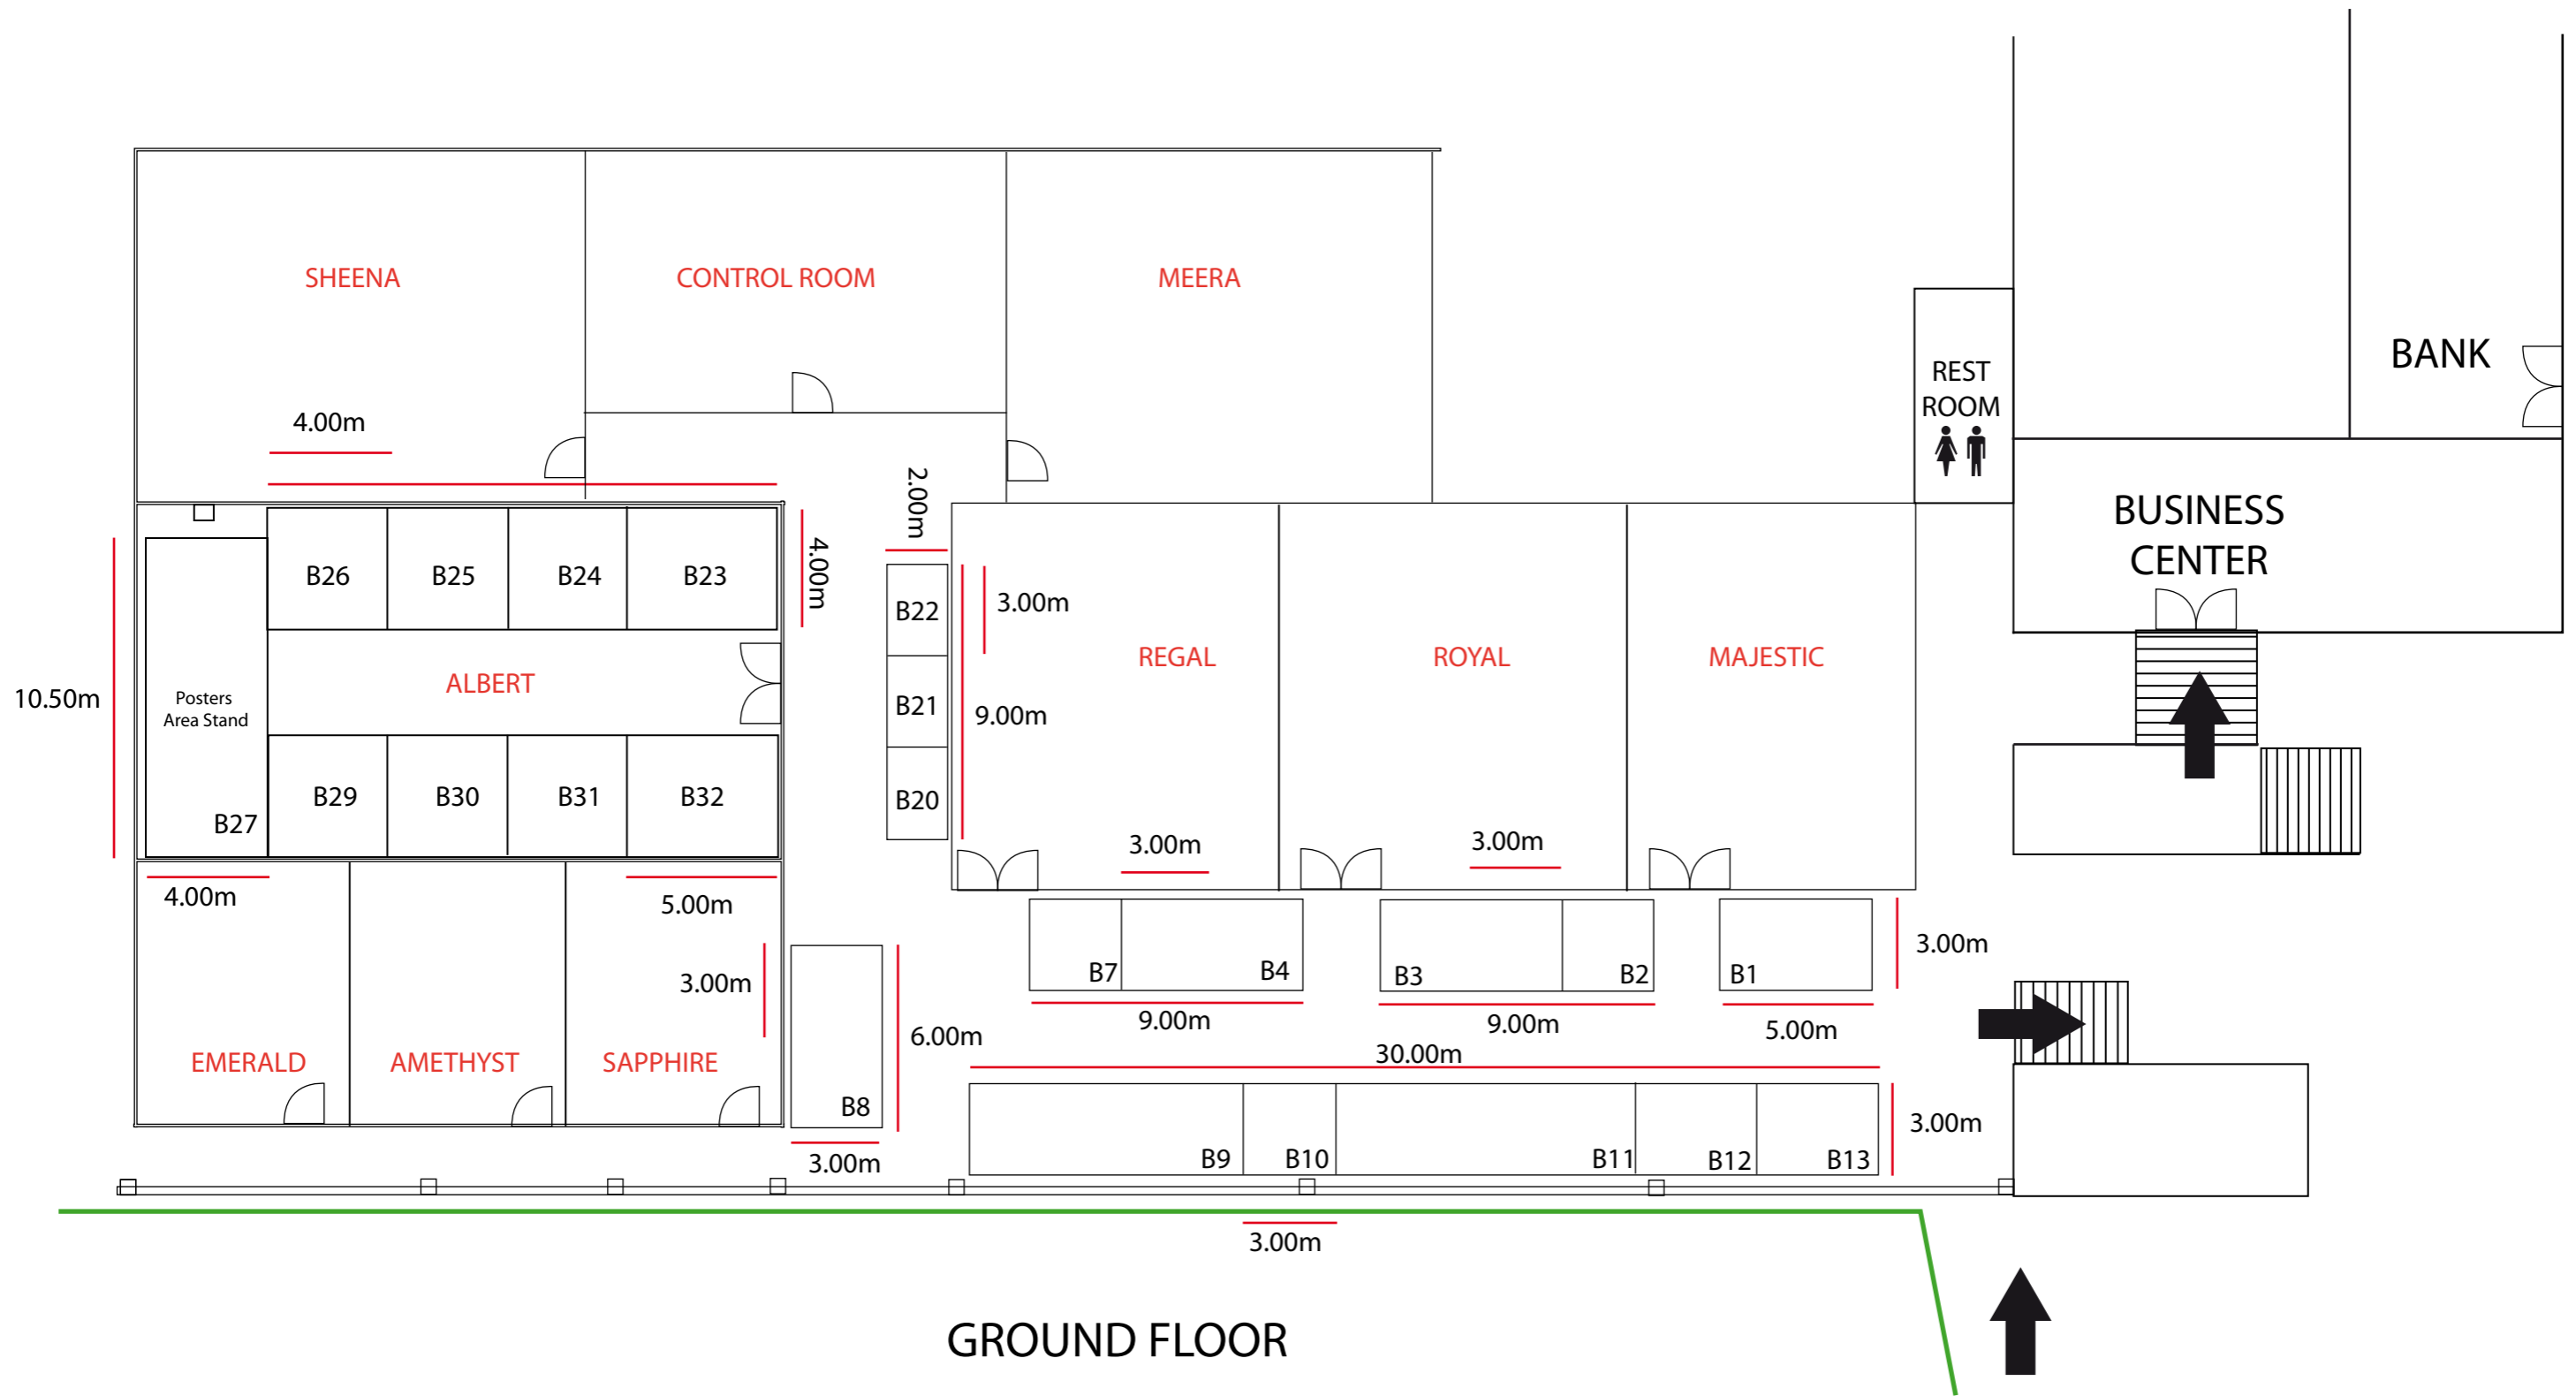 SHEENA
CONTROL ROOM
MEERA
REST
ROOM
BANK
4.00m
2.00m
BUSINESS
CENTER
B26
B25
B24
B23
4.00m
B22
3.00m
10.50m
Posters
Area Stand
ALBERT
B21
9.00m
REGAL
ROYAL
MAJESTIC
B27
B29
B30
B31
B32
B20
3.00m
3.00m
4.00m
5.00m
3.00m
B8
6.00m
B7
B4
B3
B2
B1
3.00m
9.00m
9.00m
5.00m
30.00m
EMERALD
AMETHYST
SAPPHIRE
3.00m
B9
B10
B11
B12
B13
3.00m
3.00m
GROUND FLOOR